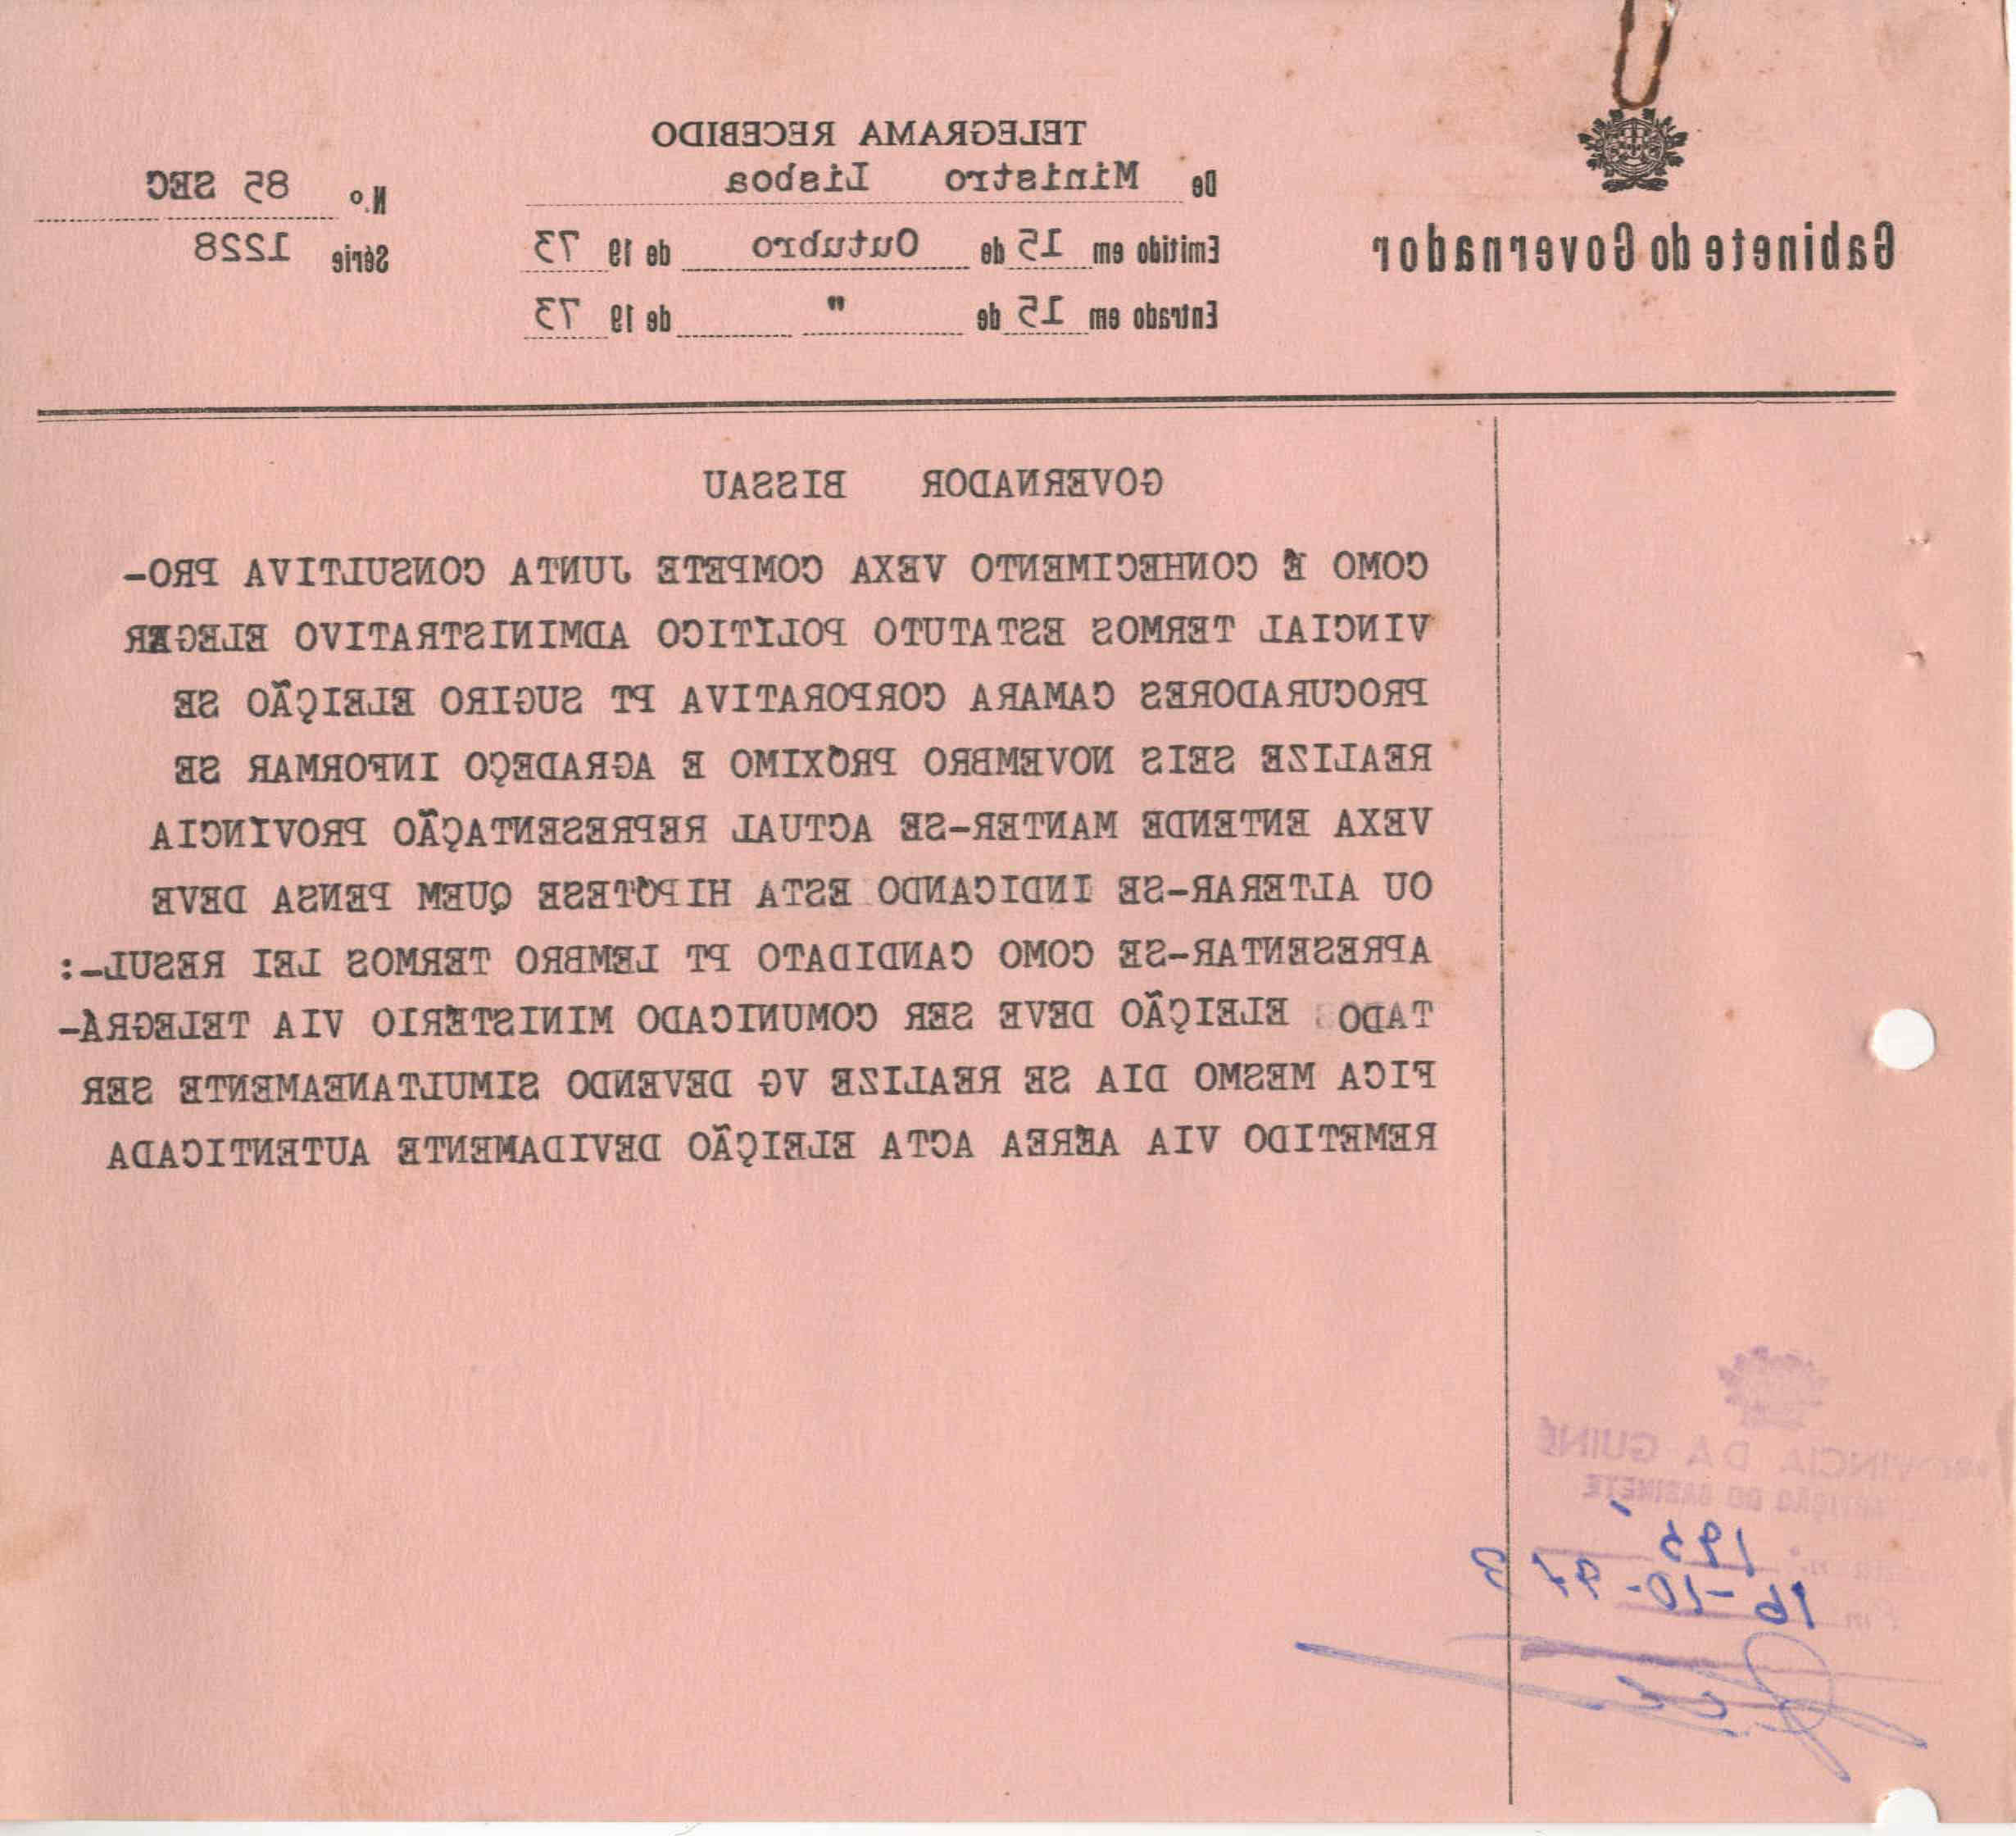 Gabinete do Governador
TELEGRAMA RECEBIDO
De Ministro Lisboa
Emitido em 15 de Outubro de 19 73
Entrado em 15 de " de 19 73
N.º 85 SEC
Série 1228
GOVERNADOR BISSAU
COMO É CONHECIMENTO VEXA COMPETE JUNTA CONSULTIVA PRO-
VINCIAL TERMOS ESTATUTO POLITICO ADMINISTRATIVO ELEGER
PROCURADORES CAMARA CORPORATIVA PT SUGIRO ELEIÇÃO SE
REALIZE SEIS NOVEMBRO PRÓXIMO E AGRADEÇO INFORMAR SE
VEXA ENTENDE MANTER-SE ACTUAL REPRESENTAÇÃO PROVÍNCIA
OU ALTERAR-SE INDICANDO ESTA HIPÓTESE QUEM PENSA DEVE
APRESENTAR-SE COMO CANDIDATO PT LEMBRO TERMOS LEI RESUL-:
TADO ELEIÇÃO DEVE SER COMUNICADO MINISTÉRIO VIA TELEGRÁ-
FICA MESMO DIA SE REALIZE VG DEVENDO SIMULTANEAMENTE SER
REMETIDO VIA AÉREA ACTA ELEIÇÃO DEVIDAMENTE AUTENTICADA
PROVINCIA DA GUINÉ
DO GABINETE
195
16-10-973